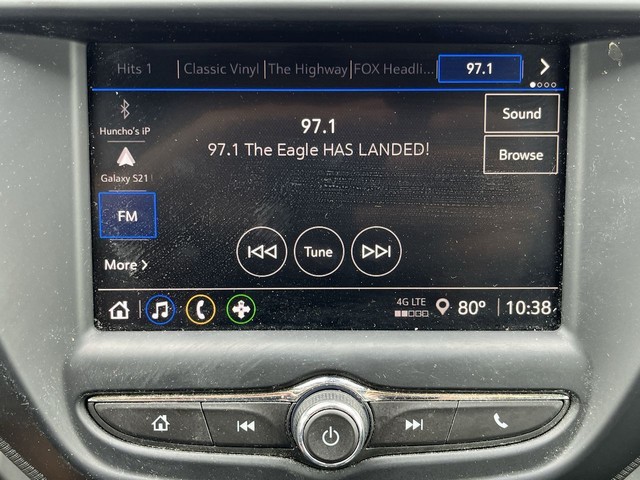 Hits 1
Classic Vinyl
The Highway
FOX Headli...
97.1
Huncho's iP
Galaxy S21
FM
More
97.1
97.1 The Eagle HAS LANDED!
Sound
Browse
Tune
4G LTE
80°
10:38